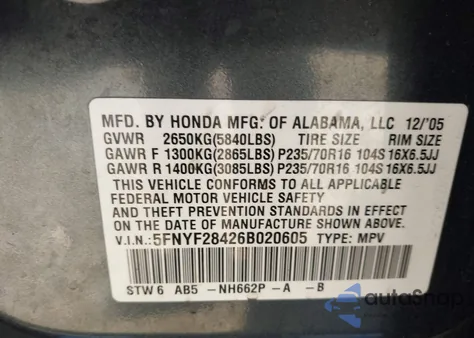 MFD. BY HONDA MFG. OF ALABAMA, LLC 12/'05
GVWR 2650KG(5840LBS) TIRE SIZE RIM SIZE
GAWR F 1300KG(2865LBS) P235/70R16 104S 16X6.5JJ
GAWR R 1400KG(3085LBS) P235/70R16 104S 16X6.5JJ
THIS VEHICLE CONFORMS TO ALL APPLICABLE
FEDERAL MOTOR VEHICLE SAFETY
AND THEFT PREVENTION STANDARDS IN EFFECT
ON THE DATE OF MANUFACTURE SHOWN ABOVE.
V.I.N.: 5FNYF28426B020605 TYPE: MPV
STW 6 AB5 -NH662P -A -B
autoSnap